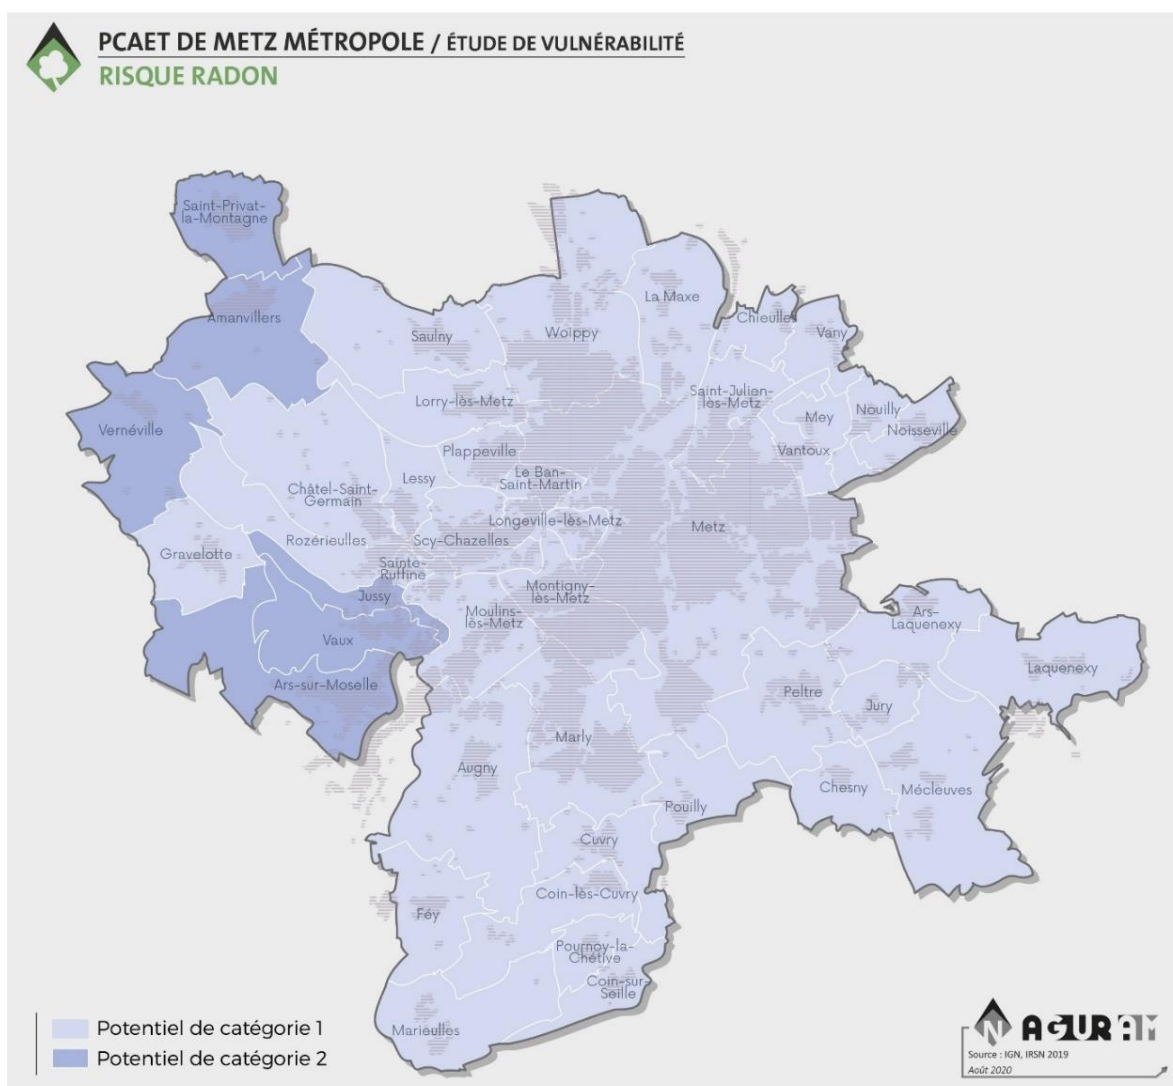 PCAET DE METZ MÉTROPOLE / ÉTUDE DE VULNÉRABILITÉ
RISQUE RADON
Saint-Privat-
la-Montagne
Amanvillers
Saulny
Woippy
La Maxe
Chieulles
Vany
Vernéville
Lorry-lès-Metz
Saint-Julien-
lès-Metz
Mey
Nouilly
Noisseville
Plappeville
Vantoux
Lessy
Le Ban-
Saint-Martin
Châtel-Saint-
Germain
Longeville-lès-Metz
Metz
Gravelotte
Rozérieulles
Scy-Chazelles
Sainte-
Ruffine
Jussy
Montigny-
lès-Metz
Moulins-
lès-Metz
Ars-
Laquenexy
Vaux
Laquenexy
Ars-sur-Moselle
Peltre
Jury
Marly
Augny
Chesny
Mécleuves
Pouilly
Cuvry
Coin-lès-Cuvry
Féy
Pournoy-la-
Chétive
Coin-sur-
Seille
Marieulles
Potentiel de catégorie 1
Potentiel de catégorie 2
N AGURAM
Source : IGN, IRSN 2019
Août 2020